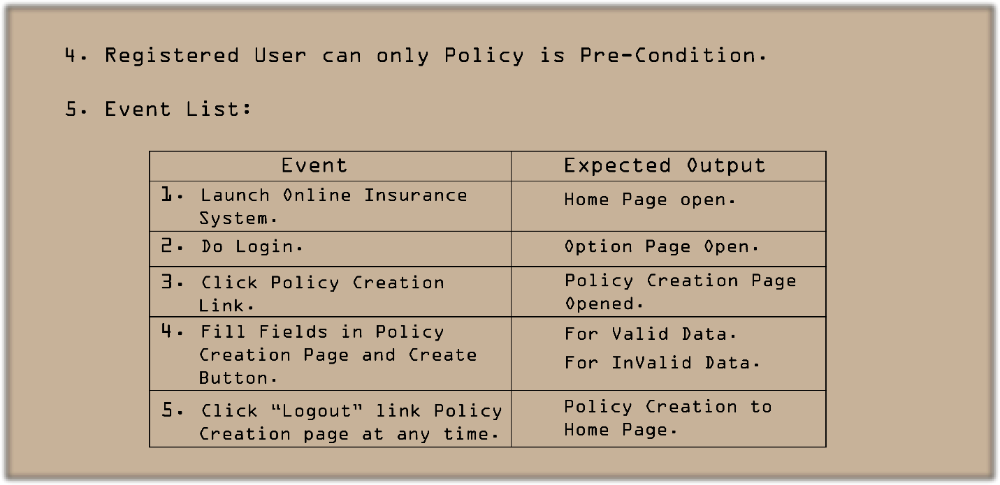 4. Registered User can only Policy is Pre-Condition.
5. Event List:
Event
Expected Output
1. Launch Online Insurance
System.
Home Page open.
2. Do Login.
Option Page Open.
3. Click Policy Creation
Link.
Policy Creation Page
Opened.
4. Fill Fields in Policy
Creation Page and Create
Button.
For Valid Data.
For InValid Data.
5. Click “Logout” link Policy
Creation page at any time.
Policy Creation to
Home Page.